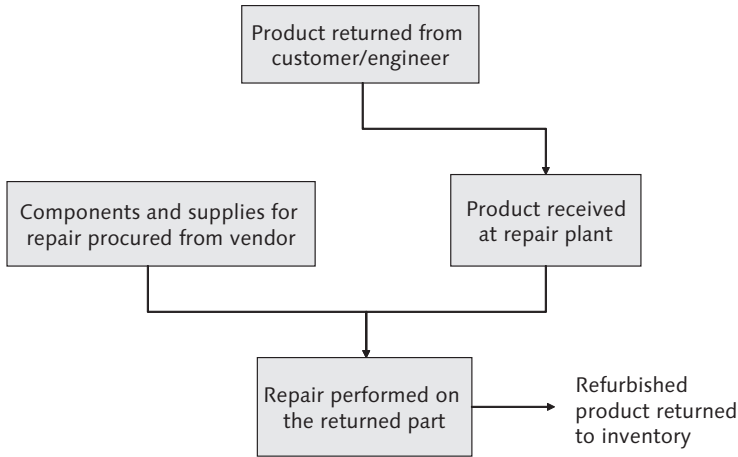 Product returned from
customer/engineer
Components and supplies for
repair procured from vendor
Product received
at repair plant
Repair performed on
the returned part
Refurbished
product returned
to inventory